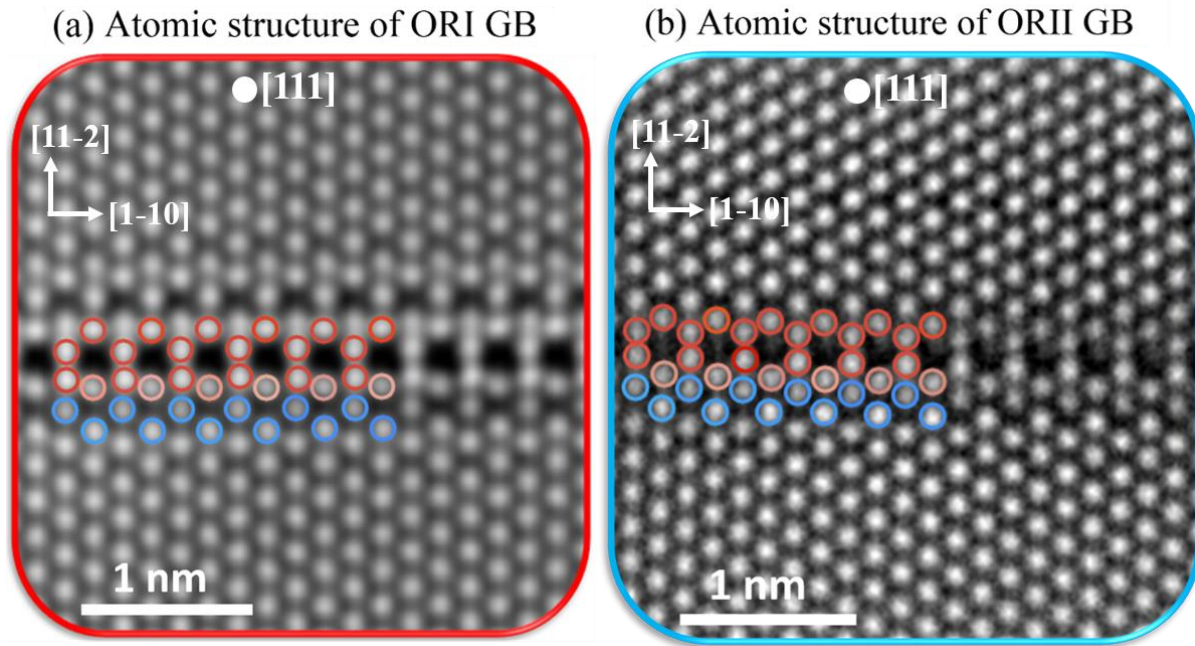 (a) Atomic structure of ORI GB
[111]
[11-2]
[1-10]
1 nm
(b) Atomic structure of ORII GB
[111]
[11-2]
[1-10]
1 nm